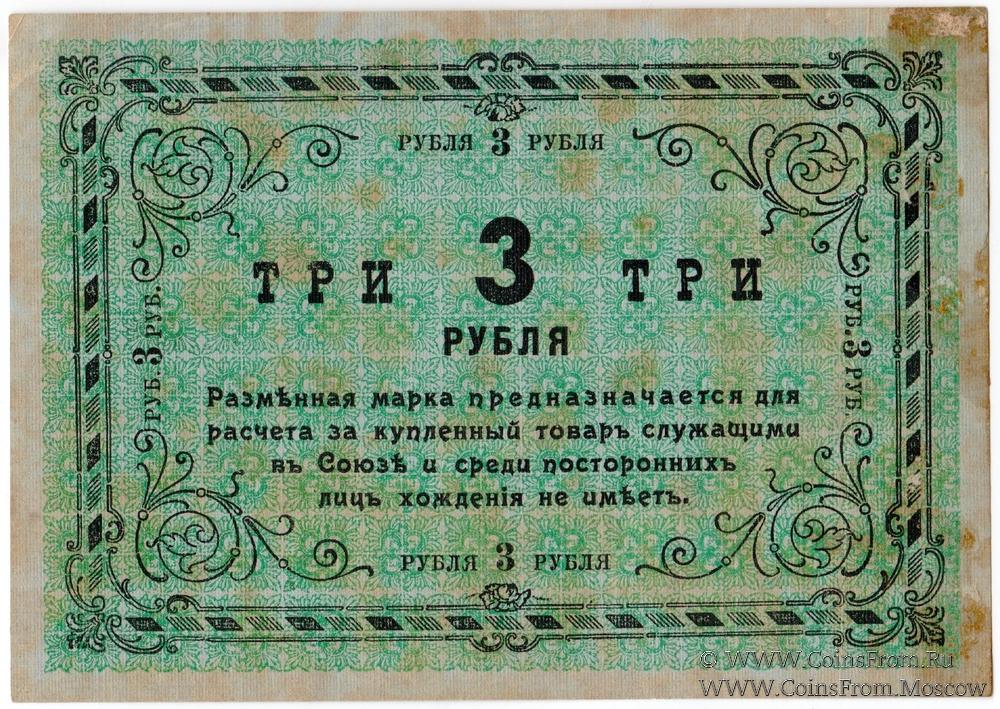 РУБЛЯ 3 РУБЛЯ
ТРИ 3 ТРИ
РУБЛЯ
РУБ. 3 РУБ.
РУБ. 3 РУБ.
Размѣнная марка предназначается для
расчета за купленный товаръ служащими
въ Союзѣ и среди постороннихъ
лицъ хожденія не имѣетъ.
РУБЛЯ 3 РУБЛЯ
© WWW.CoinsFrom.Ru
WWW.CoinsFrom.Moscow